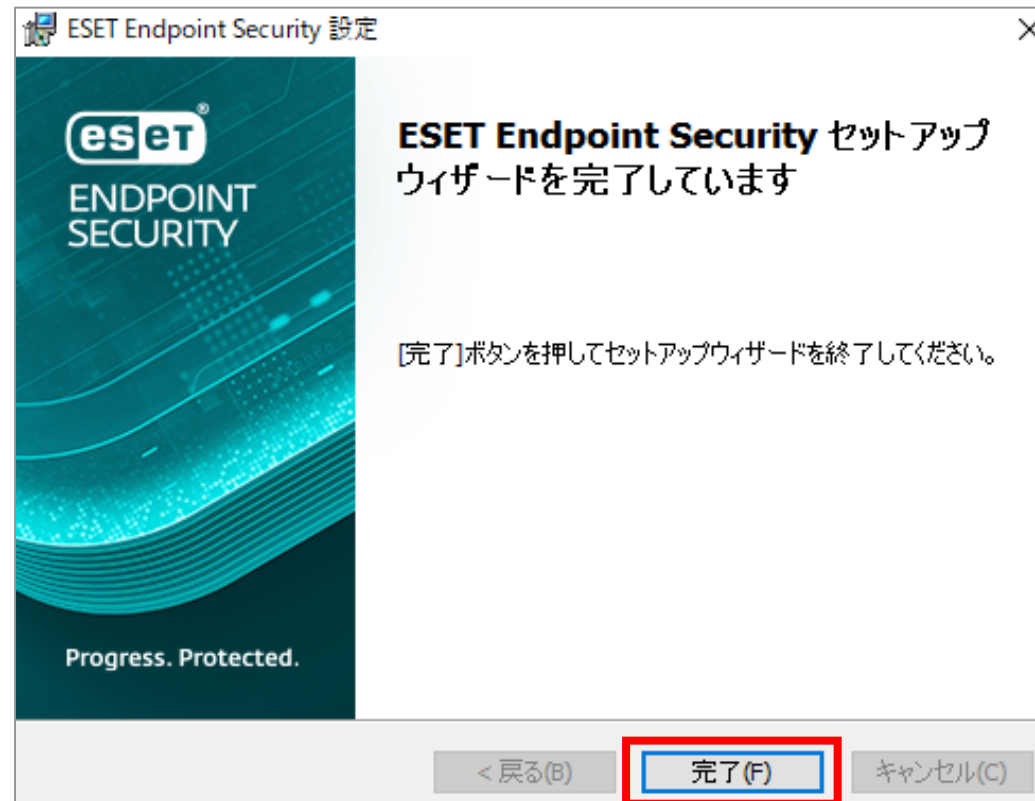 ESET Endpoint Security 設定
eseT®
ENDPOINT
SECURITY
Progress. Protected.
ESET Endpoint Security セットアップ
ウィザードを完了しています
[完了]ボタンを押してセットアップウィザードを終了してください。
< 戻る(B)
完了(F)
キャンセル(C)